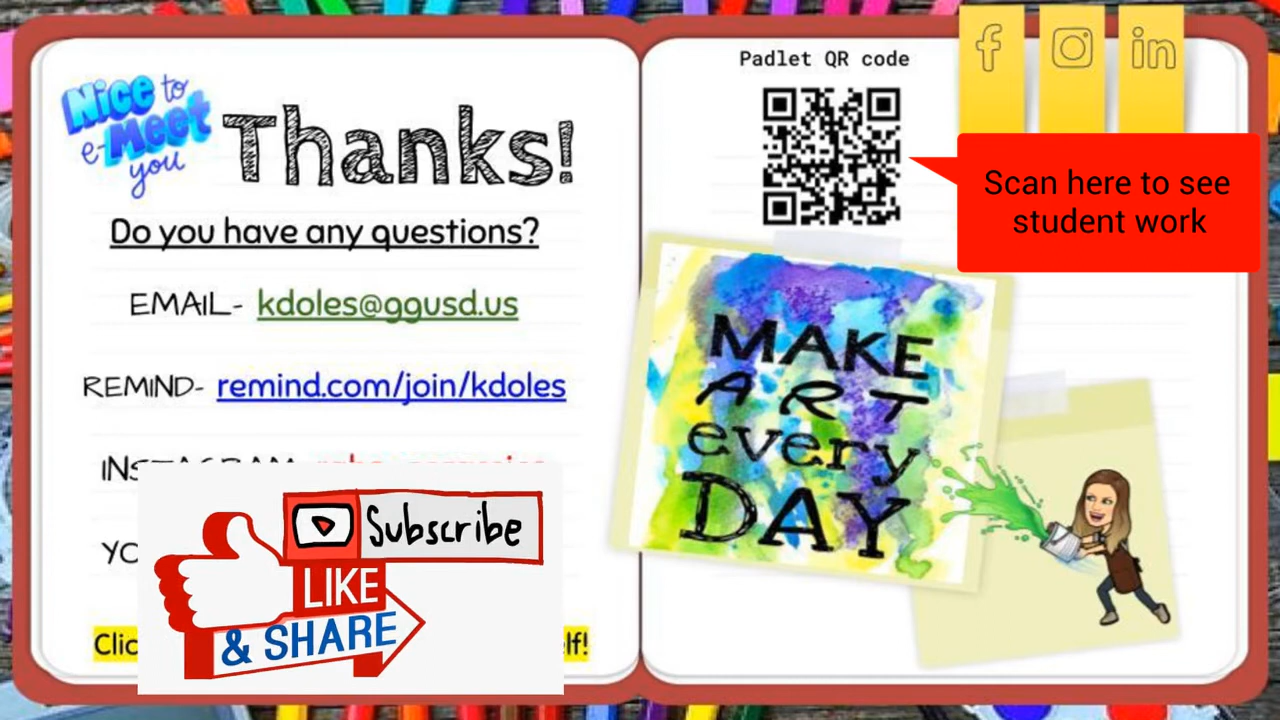 Nice to
e-Meet
you
Thanks!
Do you have any questions?
EMAIL- kdoles@ggusd.us
REMIND- remind.com/join/kdoles
Subscribe
LIKE
& SHARE
Padlet QR code
f
in
Scan here to see
student work
MAKE
ART
every
DAY